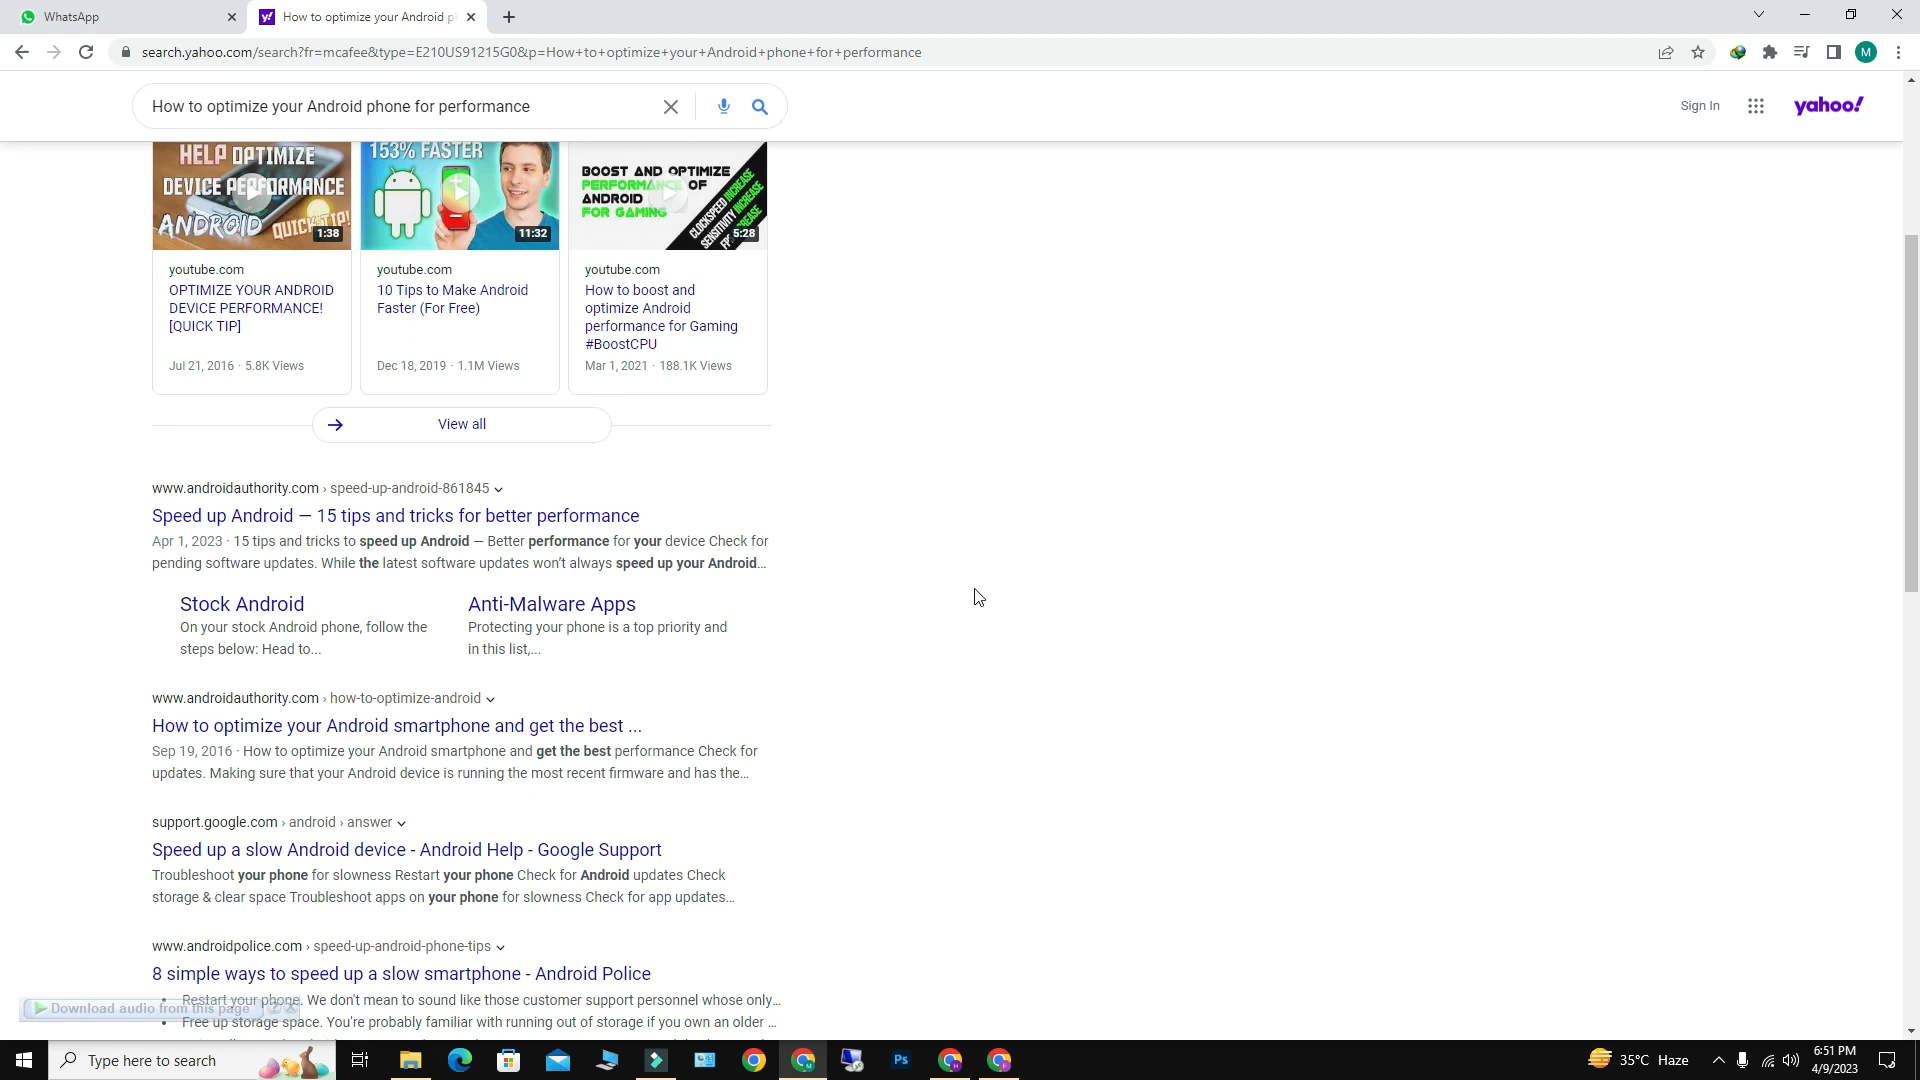 WhatsApp
How to optimize your Android p
search.yahoo.com/search?fr=mcafee&type=E210US91215G0&p=How+to+optimize+your+Android+phone+for+performance
M
How to optimize your Android phone for performance
Sign In
yahoo!
HELP OPTIMIZE
DEVICE PERFORMANCE
ANDROID QUICK TIP!
1:38
153% FASTER
11:32
BOOST AND OPTIMIZE
PERFORMANCE OF
ANDROID
FOR GAMING
CLOCKSPEED INCREASE
SENSITIVITY INCREASE
5:28
youtube.com
OPTIMIZE YOUR ANDROID
DEVICE PERFORMANCE!
[QUICK TIP]
Jul 21, 2016 · 5.8K Views
youtube.com
10 Tips to Make Android
Faster (For Free)
Dec 18, 2019 · 1.1M Views
youtube.com
How to boost and
optimize Android
performance for Gaming
#BoostCPU
Mar 1, 2021 · 188.1K Views
View all
www.androidauthority.com › speed-up-android-861845
Speed up Android — 15 tips and tricks for better performance
Apr 1, 2023 · 15 tips and tricks to speed up Android — Better performance for your device Check for
pending software updates. While the latest software updates won't always speed up your Android...
Stock Android
On your stock Android phone, follow the
steps below: Head to...
Anti-Malware Apps
Protecting your phone is a top priority and
in this list,...
www.androidauthority.com › how-to-optimize-android
How to optimize your Android smartphone and get the best ...
Sep 19, 2016 · How to optimize your Android smartphone and get the best performance Check for
updates. Making sure that your Android device is running the most recent firmware and has the...
support.google.com › android › answer
Speed up a slow Android device - Android Help - Google Support
Troubleshoot your phone for slowness Restart your phone Check for Android updates Check
storage & clear space Troubleshoot apps on your phone for slowness Check for app updates...
www.androidpolice.com › speed-up-android-phone-tips
8 simple ways to speed up a slow smartphone - Android Police
Restart your phone. We don't mean to sound like those customer support personnel whose only...
Download audio from this page
Free up storage space. You're probably familiar with running out of storage if you own an older ...
Type here to search
Ps
35°C Haze
6:51 PM
4/9/2023